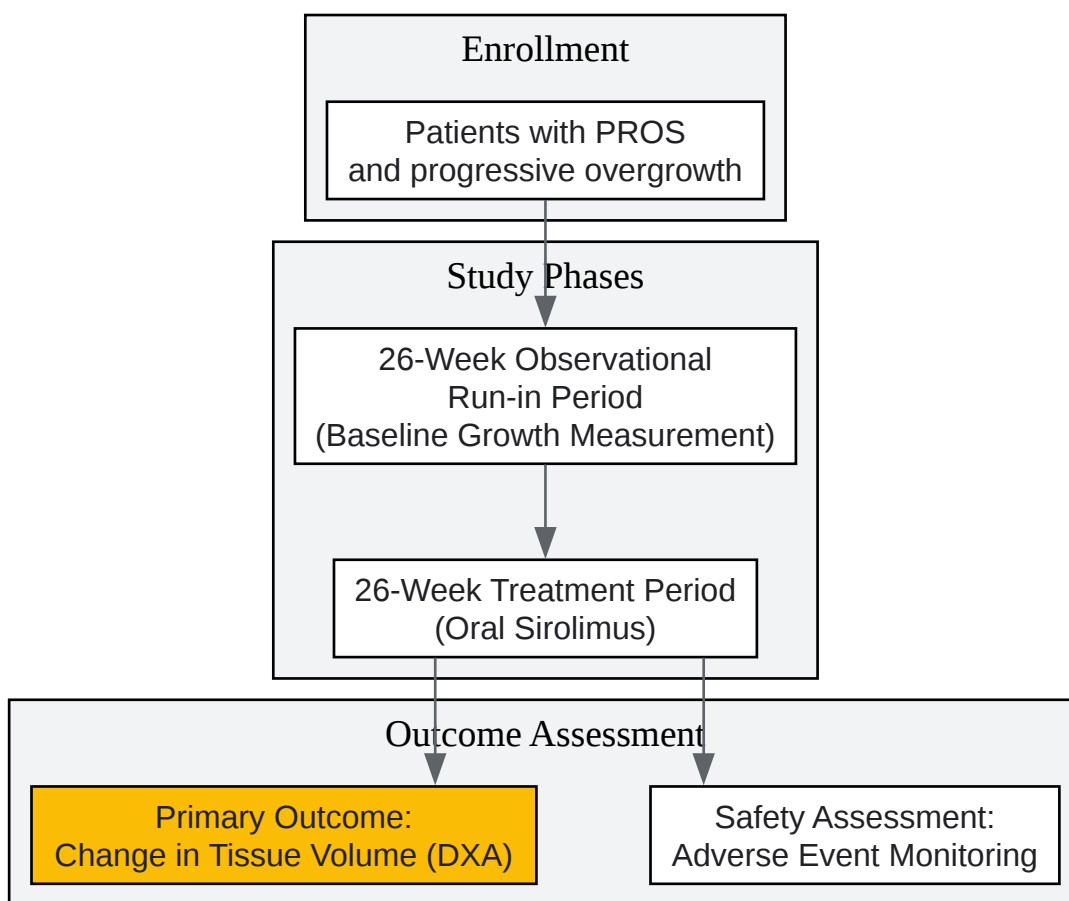 Enrollment
Patients with PROS
and progressive overgrowth
Study Phases
26-Week Observational
Run-in Period
(Baseline Growth Measurement)
26-Week Treatment Period
(Oral Sirolimus)
Outcome Assessment
Primary Outcome:
Change in Tissue Volume (DXA)
Safety Assessment:
Adverse Event Monitoring